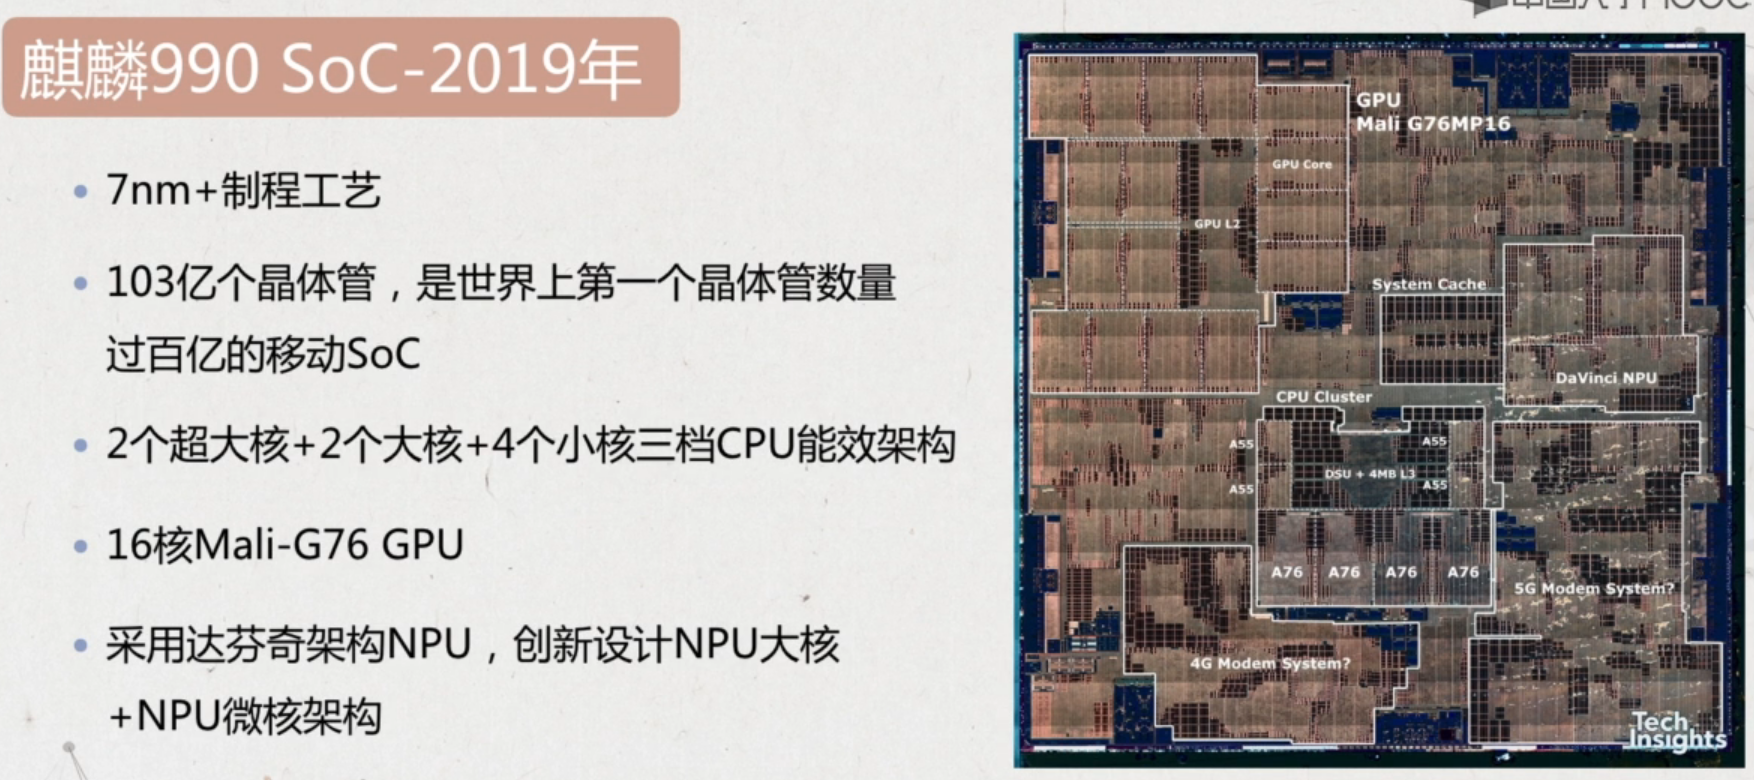 麒麟990 SoC-2019年
7nm+制程工艺
103亿个晶体管，是世界上第一个晶体管数量
过百亿的移动SoC
2个超大核+2个大核+4个小核三档CPU能效架构
16核Mali-G76 GPU
采用达芬奇架构NPU，创新设计NPU大核
+NPU微核架构
GPU
Mali G76MP16
GPU Core
GPU L2
System Cache
DaVinci NPU
CPU Cluster
A55
A55
DSU + 4MB L3
A55
A55
A76 A76 A76 A76
5G Modem System?
4G Modem System?
Tech
Insights